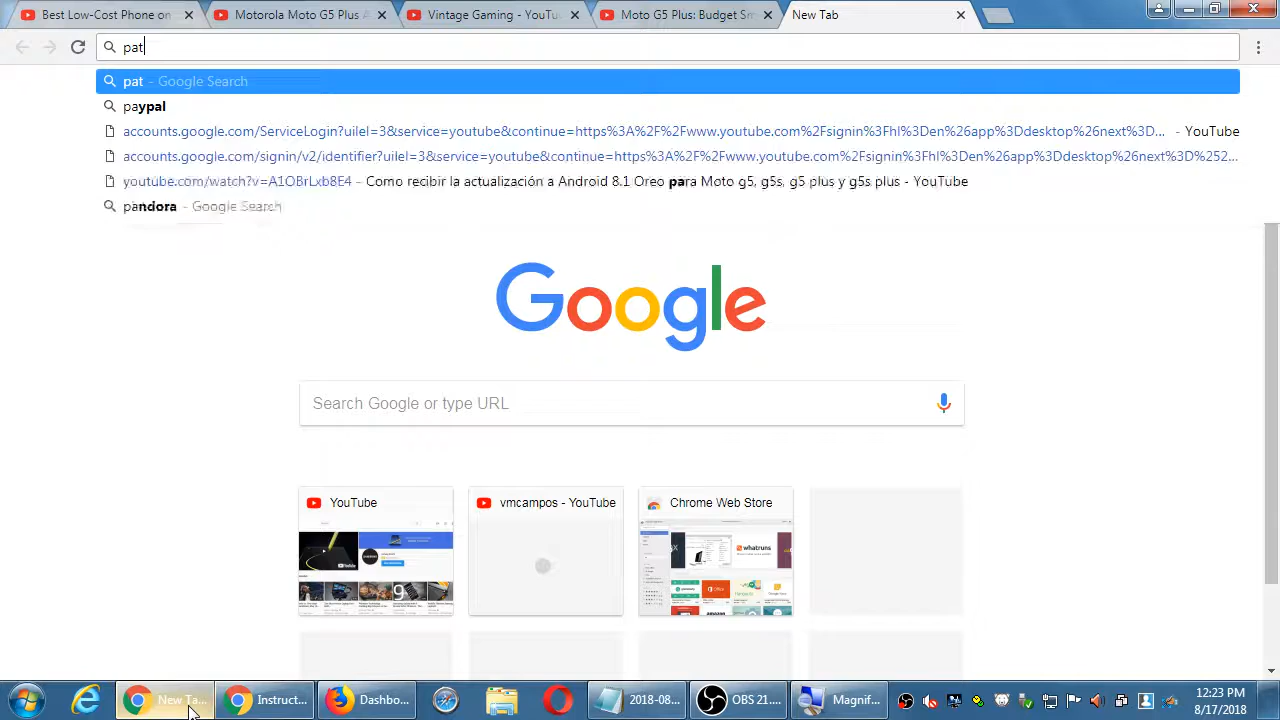 Best Low-Cost Phone on
Motorola Moto G5 Plus A
Vintage Gaming - YouT
Moto G5 Plus: Budget Sm
New Tab
pat
pat - Google Search
paypal
accounts.google.com/ServiceLogin?uilel=3&service=youtube&continue=https%3A%2F%2Fwww.youtube.com%2Fsignin%3Fhl%3Den%26app%3Ddesktop%26next%3D... - YouTube
accounts.google.com/signin/v2/identifier?uilel=3&service=youtube&continue=https%3A%2F%2Fwww.youtube.com%2Fsignin%3Fhl%3Den%26app%3Ddesktop%26next%3D%252...
youtube.com/watch?v=A1OBrLxb8E4 - Como recibir la actualización a Android 8.1 Oreo para Moto g5, g5s, g5 plus y g5s plus - YouTube
pandora - Google Search
Google
Search Google or type URL
YouTube
vmcampos - YouTube
Chrome Web Store
whatruns
Office
amazon
9
New Ta...
Instruct...
Dashbo...
2018-08...
OBS 21....
Magnif...
12:23 PM
8/17/2018